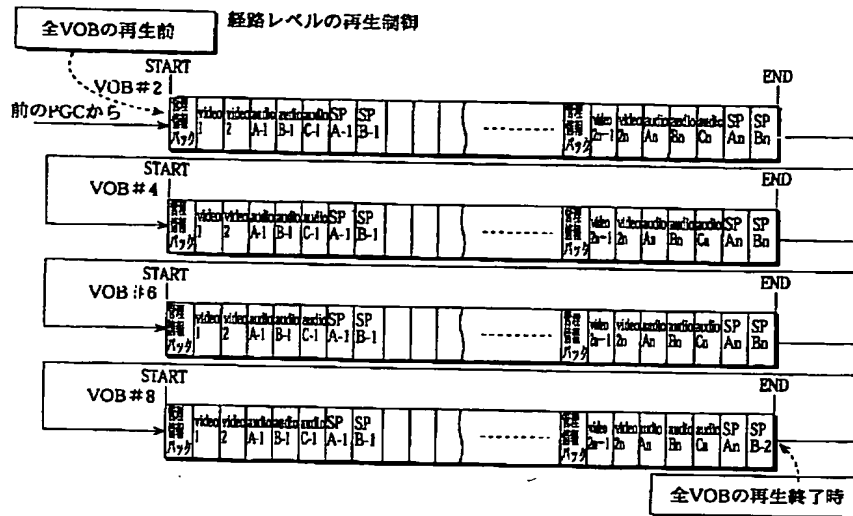 全VOBの再生前
経路レベルの再生制御
START
END
VOB#2
前のPGCから
管理情報パック video 1 video 2 audio A-1 audio B-1 audio C-1 SP A-1 SP B-1 管理情報パック video 2n-1 video 2n audio An audio Bn audio Cn SP An SP Bn
START
END
VOB#4
管理情報パック video 1 video 2 audio A-1 audio B-1 audio C-1 SP A-1 SP B-1 管理情報パック video 2n-1 video 2n audio An audio Bn audio Cn SP An SP Bn
START
END
VOB#6
管理情報パック video 1 video 2 audio A-1 audio B-1 audio C-1 SP A-1 SP B-1 管理情報パック video 2n-1 video 2n audio An audio Bn audio Cn SP An SP Bn
START
END
VOB#8
管理情報パック video 1 video 2 audio A-1 audio B-1 audio C-1 SP A-1 SP B-1 管理情報パック video 2n-1 video 2n audio An audio Bn audio Cn SP An SP B-2
全VOBの再生終了時